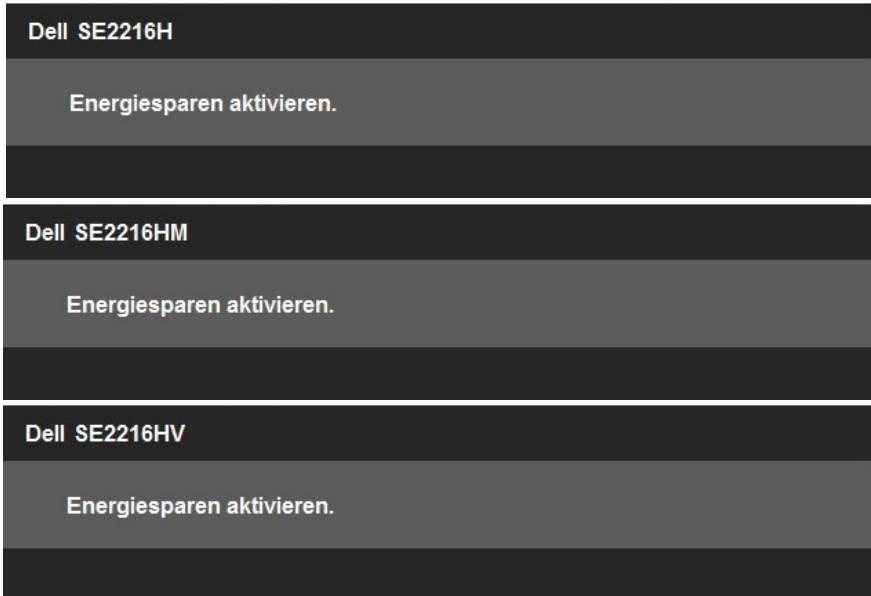 Dell SE2216H
Energiesparen aktivieren.
Dell SE2216HM
Energiesparen aktivieren.
Dell SE2216HV
Energiesparen aktivieren.